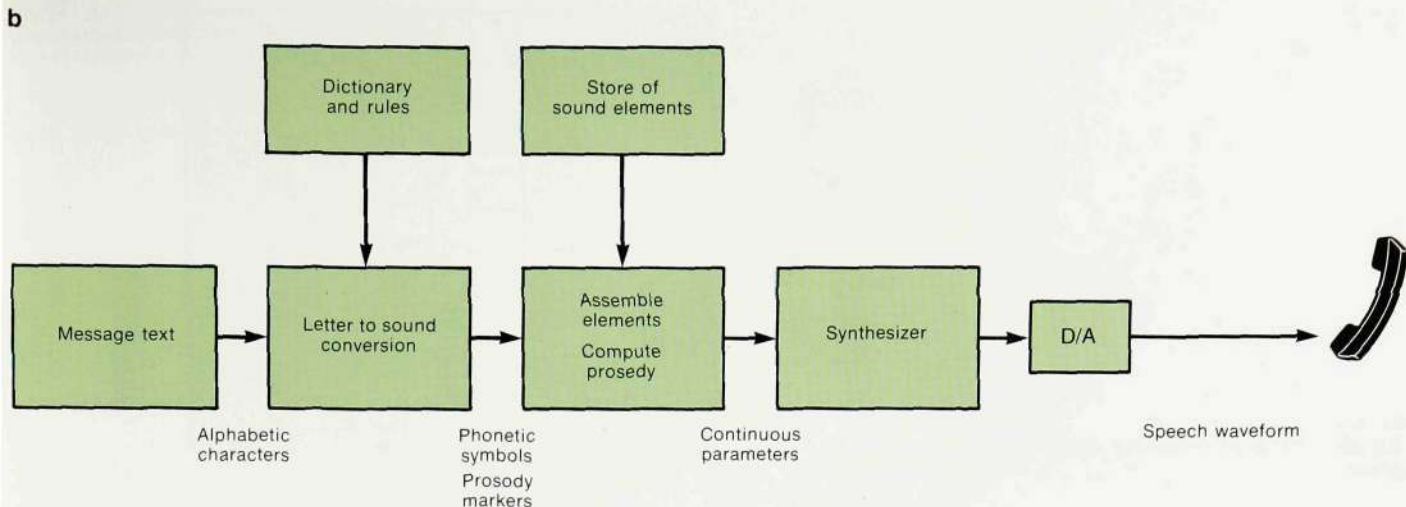 b
Dictionary
and rules
Store of
sound elements
Message text
Letter to sound
conversion
Assemble
elements
Compute
prosedy
Synthesizer
D/A
Alphabetic
characters
Phonetic
symbols
Prosody
markers
Continuous
parameters
Speech waveform